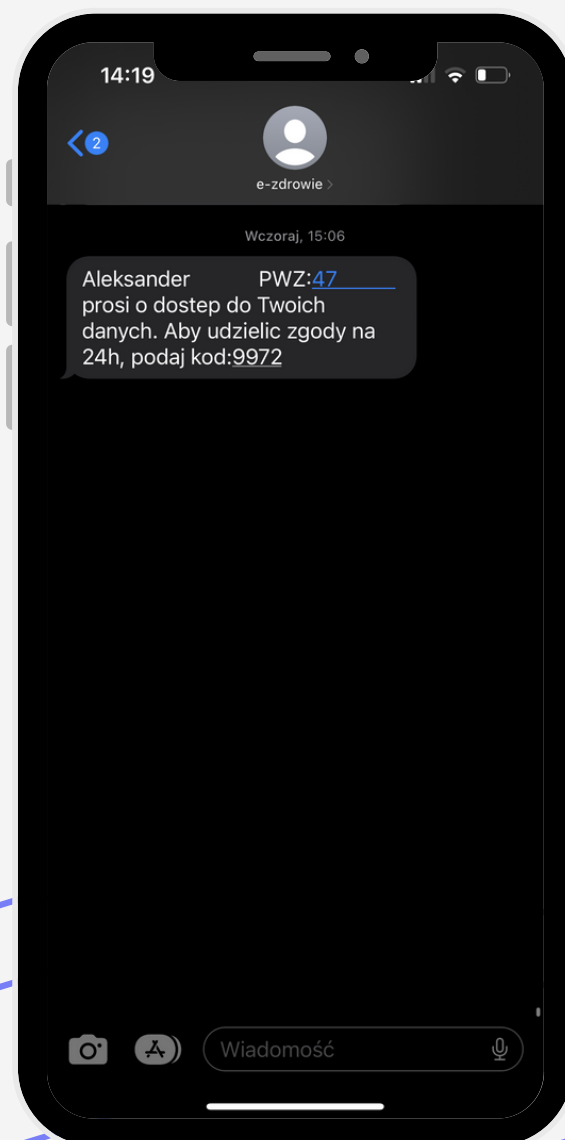 14:19
2
e-zdrowie
Wczoraj, 15:06
Aleksander PWZ:47
prosi o dostep do Twoich
danych. Aby udzielic zgody na
24h, podaj kod:9972
Wiadomość